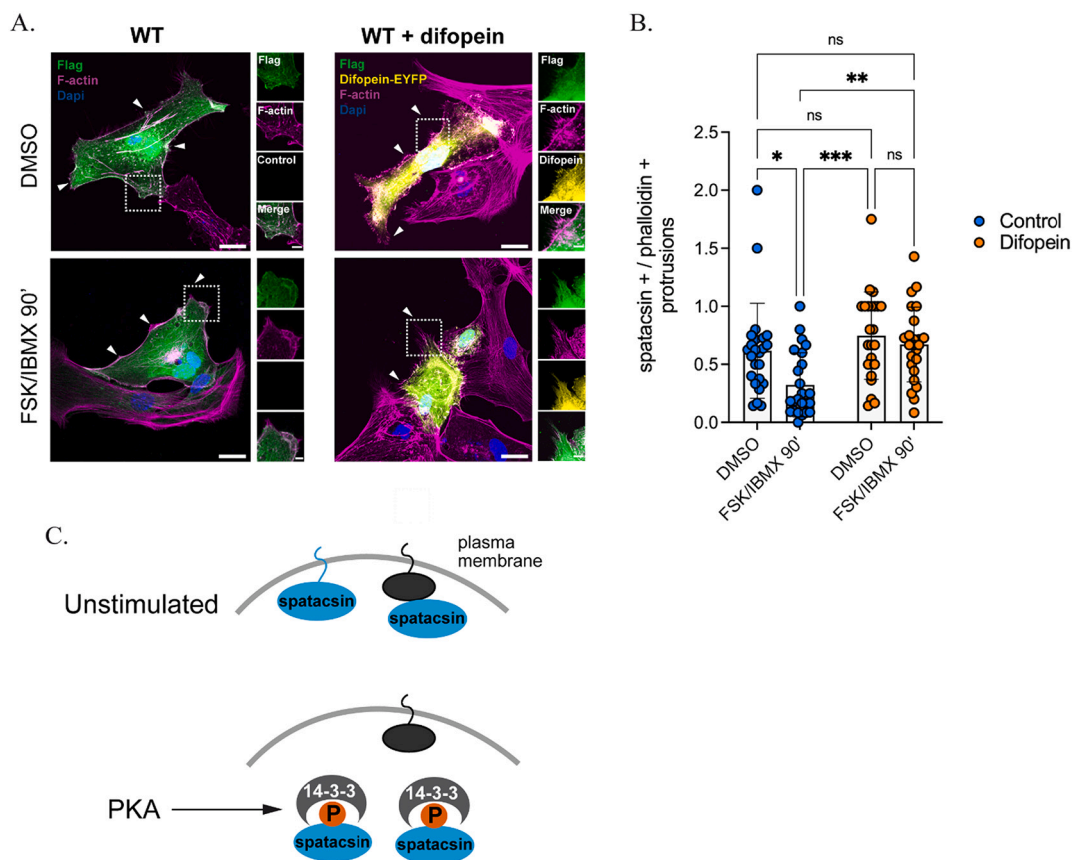 A.
WT
WT + difopein
DMSO
Flag
F-actin
Dapi
Flag
F-actin
Control
Merge
Flag
Difopein-EYFP
F-actin
Dapi
Flag
F-actin
Difopein
Merge
FSK/IBMX 90'
B.
ns
**
ns
* *** ns
spatacsin + / phalloidin +
protrusions
2.5
2.0
1.5
1.0
0.5
0.0
DMSO
FSK/IBMX 90'
DMSO
FSK/IBMX 90'
Control
Difopein
C.
plasma
membrane
Unstimulated
spatacsin
spatacsin
PKA
14-3-3 14-3-3
P P
spatacsin spatacsin